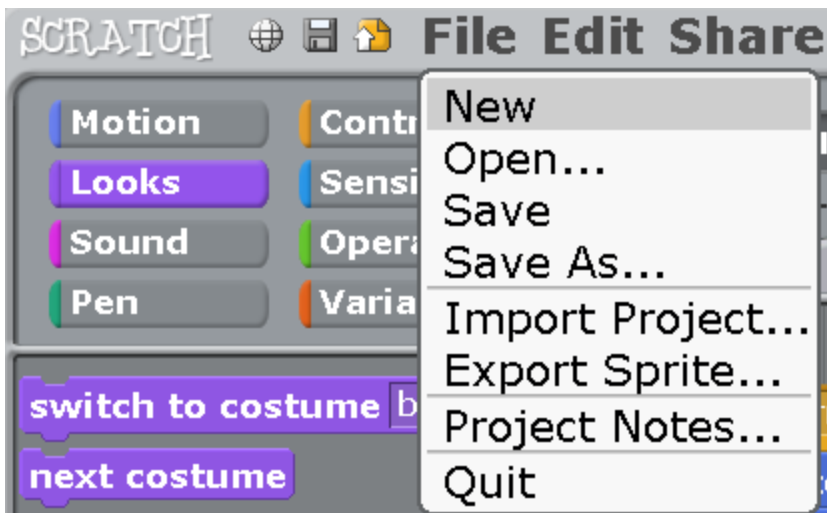 SCRATCH File Edit Share
Motion
Looks
Sound
Pen
New
Open...
Save
Save As...
Import Project...
Export Sprite...
Project Notes...
Quit
switch to costume
next costume